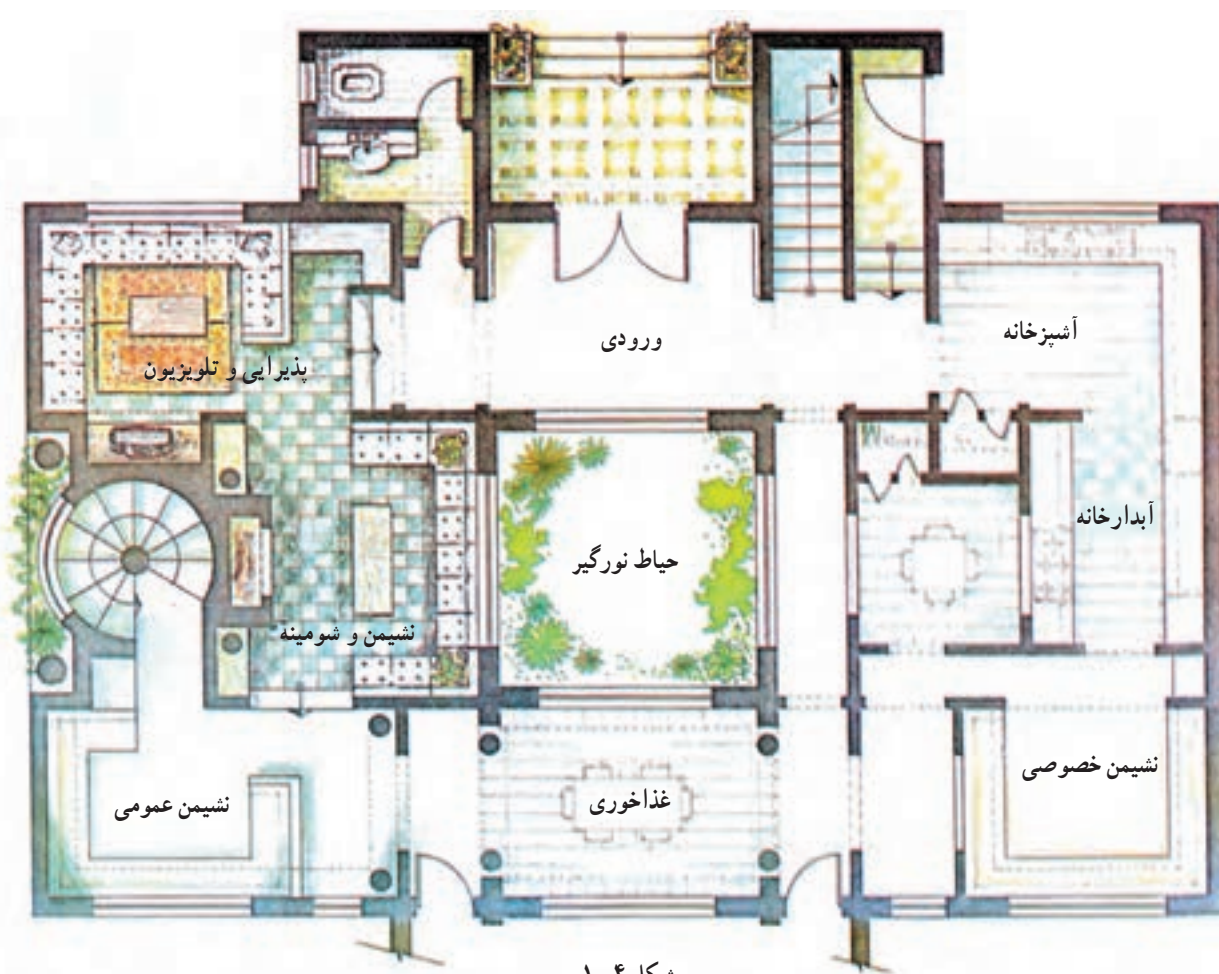 آشپزخانه
ورودی
پذیرایی و تلویزیون
آبدارخانه
حیاط نورگیر
نشیمن و شومینه
نشیمن خصوصی
غذاخوری
نشیمن عمومی